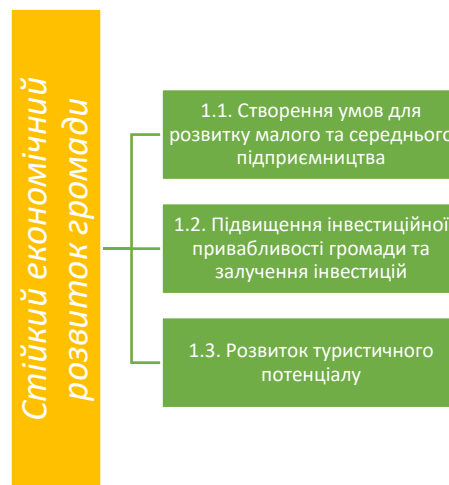 Стійкий економічний
розвиток громади
1.1. Створення умов для
розвитку малого та середнього
підприємництва
1.2. Підвищення інвестиційної
привабливості громади та
залучення інвестицій
1.3. Розвиток туристичного
потенціалу